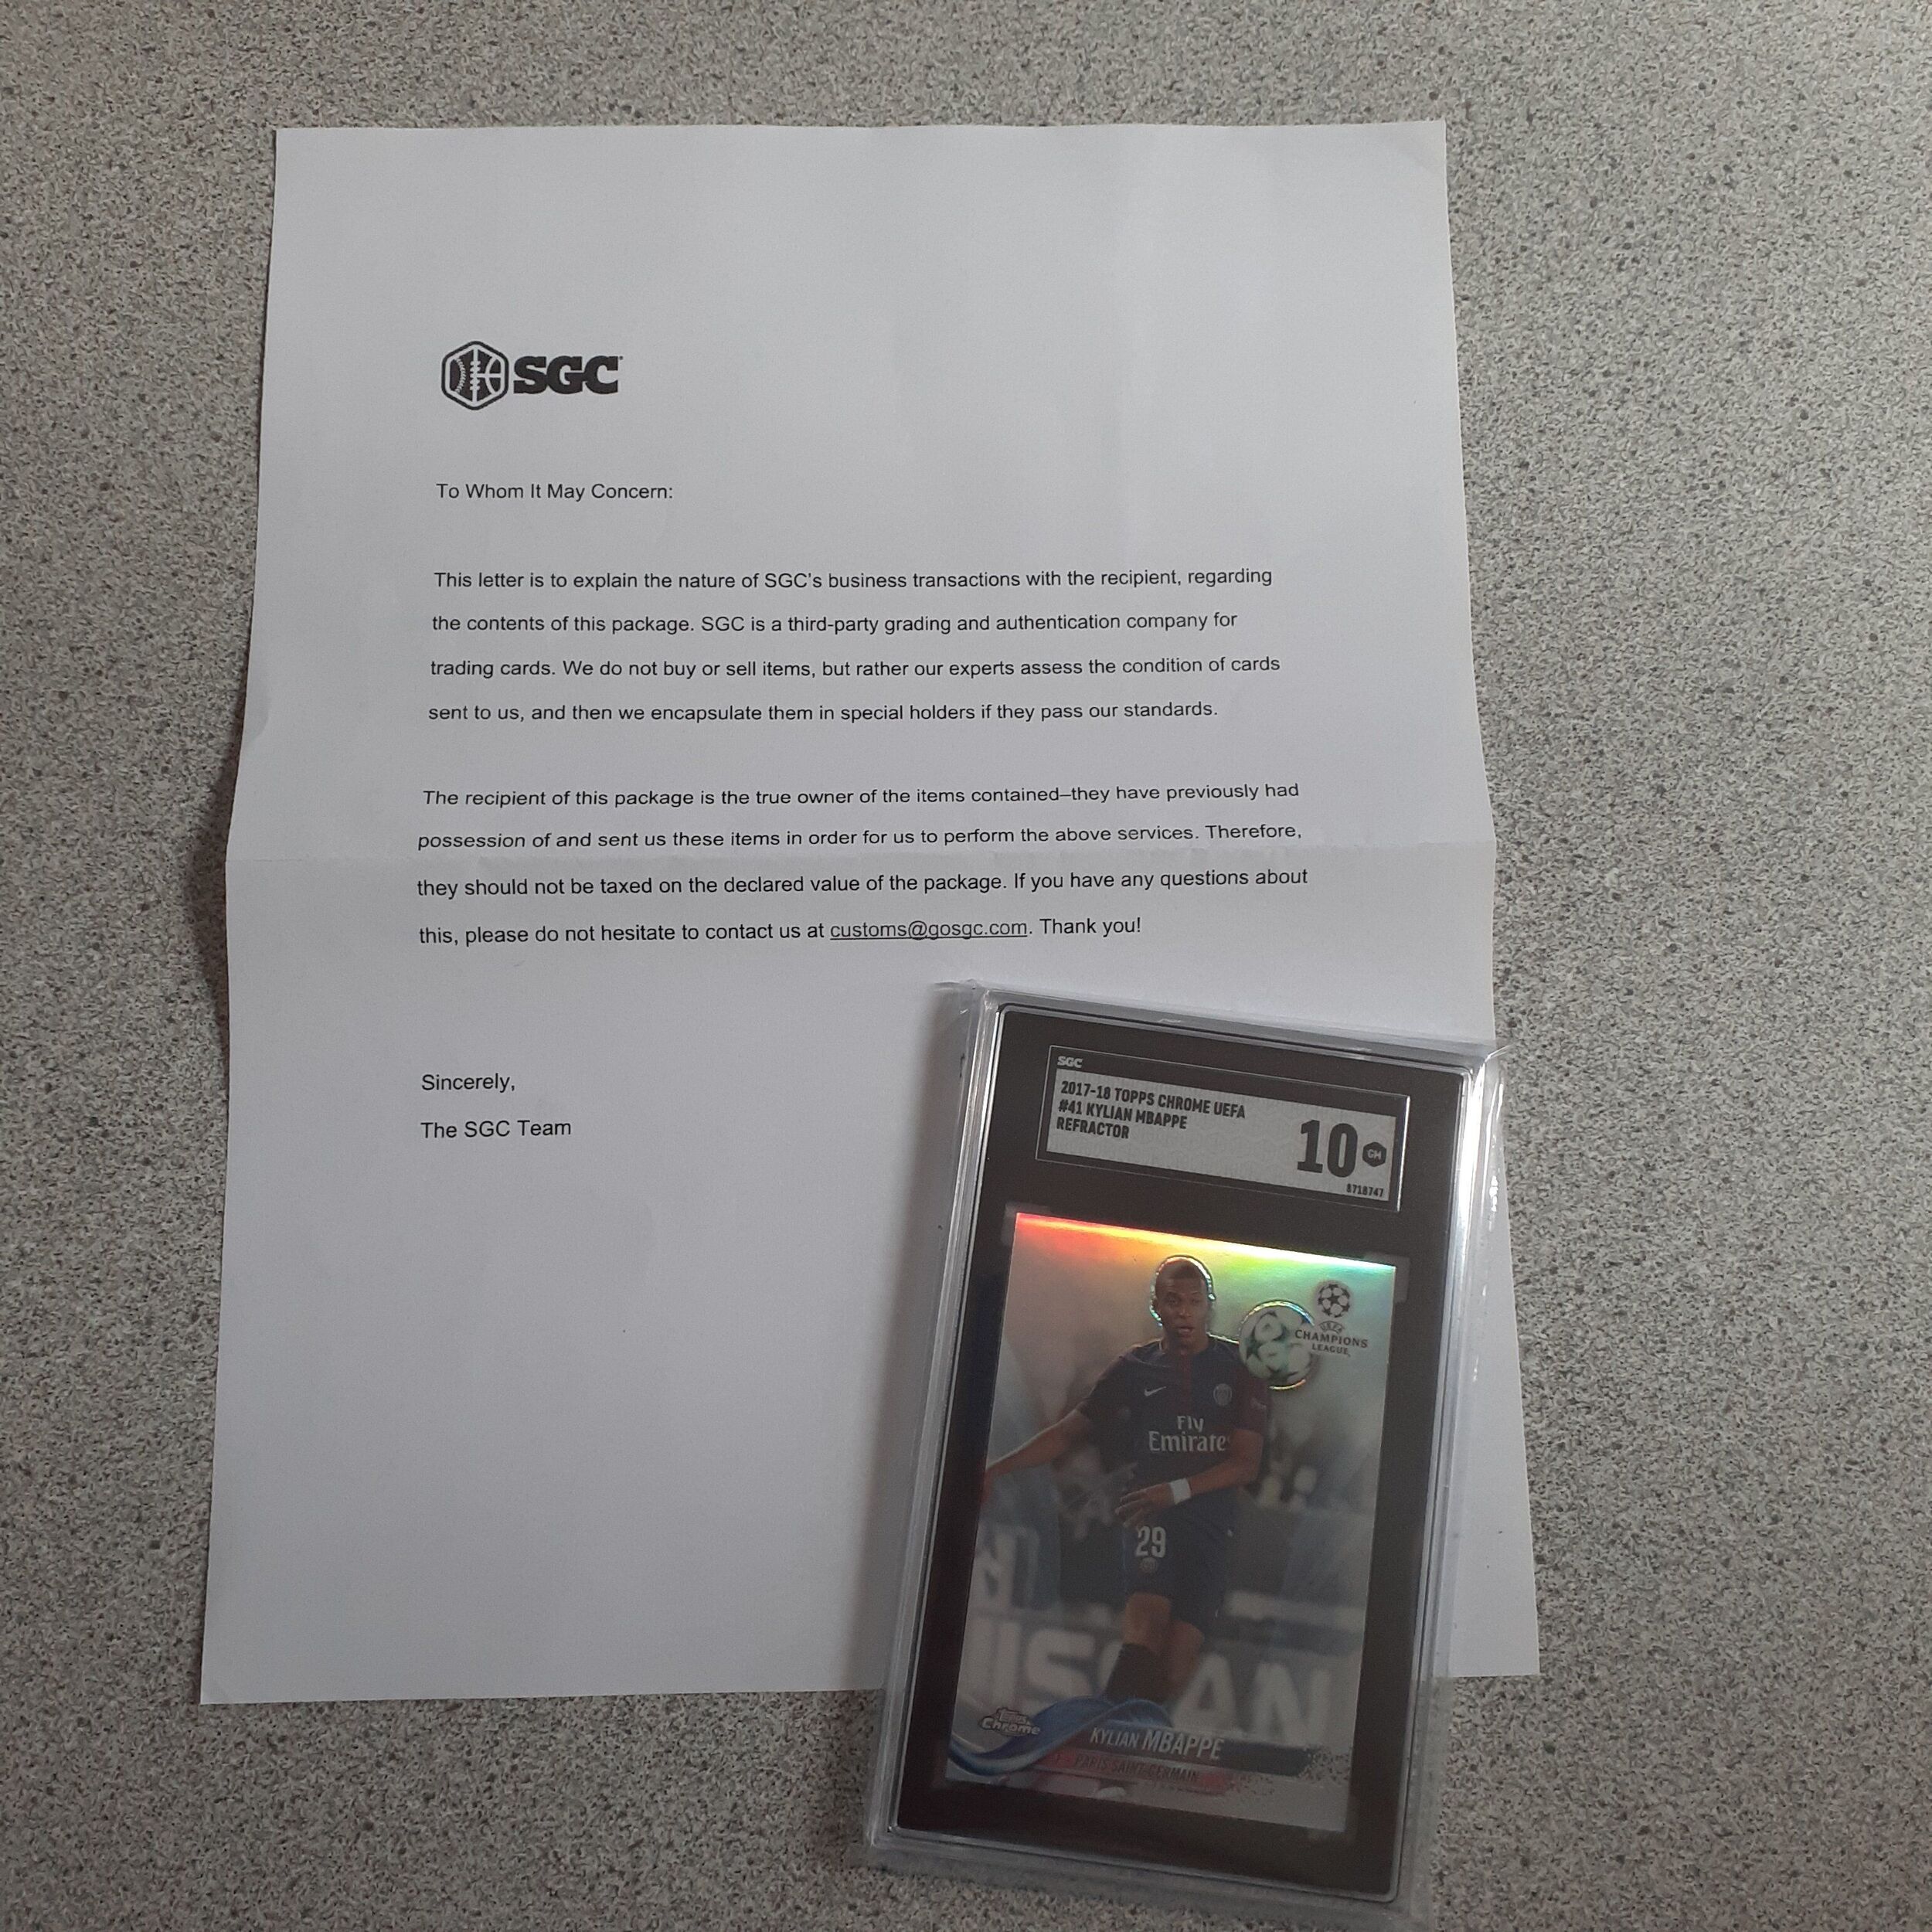 SGC
To Whom It May Concern:
This letter is to explain the nature of SGC's business transactions with the recipient, regarding
the contents of this package. SGC is a third-party grading and authentication company for
trading cards. We do not buy or sell items, but rather our experts assess the condition of cards
sent to us, and then we encapsulate them in special holders if they pass our standards.
The recipient of this package is the true owner of the items contained–they have previously had
possession of and sent us these items in order for us to perform the above services. Therefore,
they should not be taxed on the declared value of the package. If you have any questions about
this, please do not hesitate to contact us at customs@gosgc.com. Thank you!
Sincerely,
The SGC Team
SGC
2017-18 TOPPS CHROME UEFA
#41 KYLIAN MBAPPE
REFRACTOR
10 GM
8718747
UEFA
CHAMPIONS
LEAGUE
Fly
Emirate
29
ISSAN
Topps
Chrome
KYLIAN MBAPPE
PARIS SAINT-GERMAIN